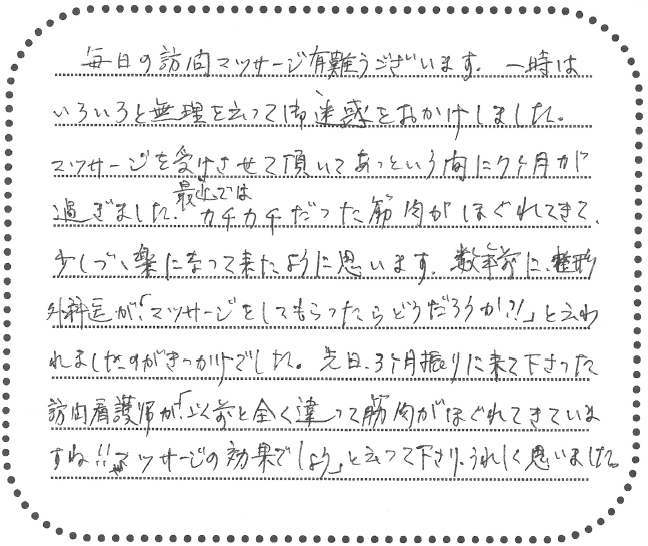 毎日の訪問マッサージ有難うございます。一時は
いろいろと無理を云って御迷惑をおかけしました。
マッサージを受けさせて頂いてあっという間に7ヶ月が
過ぎました。最近ではカチカチだった筋肉がほぐれてきて、
少しづゝ楽になって来たように思います。数年前に、整形
外科医が「マッサージをしてもらったらどうだろうか?!」と云わ
れましたのがきっかけでした。先日、3ヶ月振りに来て下さった
訪問看護師が「以前と全く違って筋肉がほぐれてきていま
すね!!マッサージの効果でしょう」と云って下さり、うれしく思いました。